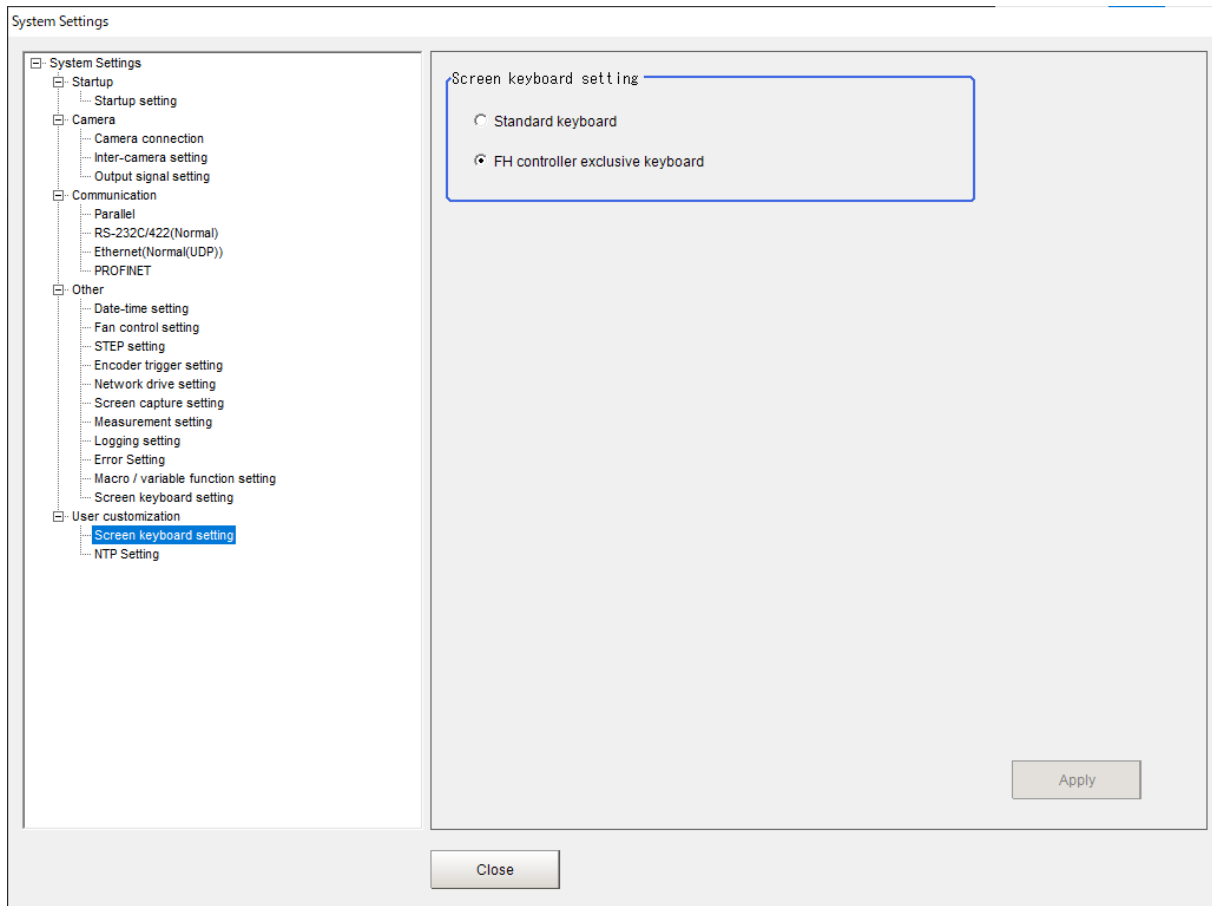 System Settings
System Settings
Startup
Startup setting
Camera
Camera connection
Inter-camera setting
Output signal setting
Communication
Parallel
RS-232C/422(Normal)
Ethernet(Normal(UDP))
PROFINET
Other
Date-time setting
Fan control setting
STEP setting
Encoder trigger setting
Network drive setting
Screen capture setting
Measurement setting
Logging setting
Error Setting
Macro / variable function setting
Screen keyboard setting
User customization
Screen keyboard setting
NTP Setting
Screen keyboard setting
Standard keyboard
FH controller exclusive keyboard
Apply
Close